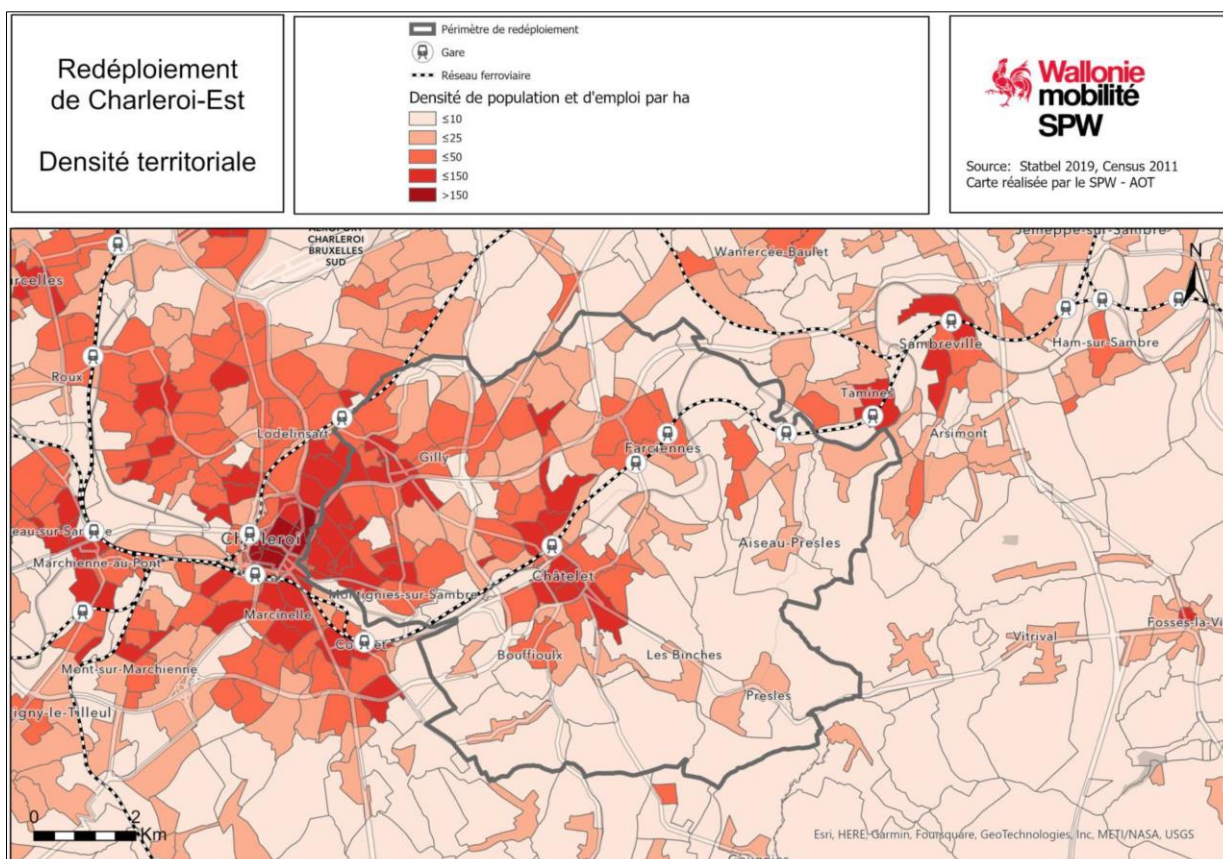 Redéploiement
de Charleroi-Est
Densité territoriale
Périmètre de redéploiement
Gare
Réseau ferroviaire
Densité de population et d'emploi par ha
≤10
≤25
≤50
≤150
>150
Wallonie
mobilité
SPW
Source: Statbel 2019, Census 2011
Carte réalisée par le SPW - AOT
CHARLEROI
BRUXELLES
SUD
Wanfercée-Baulet
Jemeppe-sur-Sambre
N
Sambreville
Ham-sur Sambre
Roux
Tamines
Lodelinsart
Arsimont
Gilly
Farciennes
Charleroi
Aiseau-Presles
Marchienne-au-Pont
Châtelet
Montignies-sur-Sambre
Marcinelle
Vitrival
Bouffioulx
Les Binches
Mont-sur-Marchienne
Presles
0 2
Km
Esri, HERE, Garmin, Foursquare, GeoTechnologies, Inc, METI/NASA, USGS